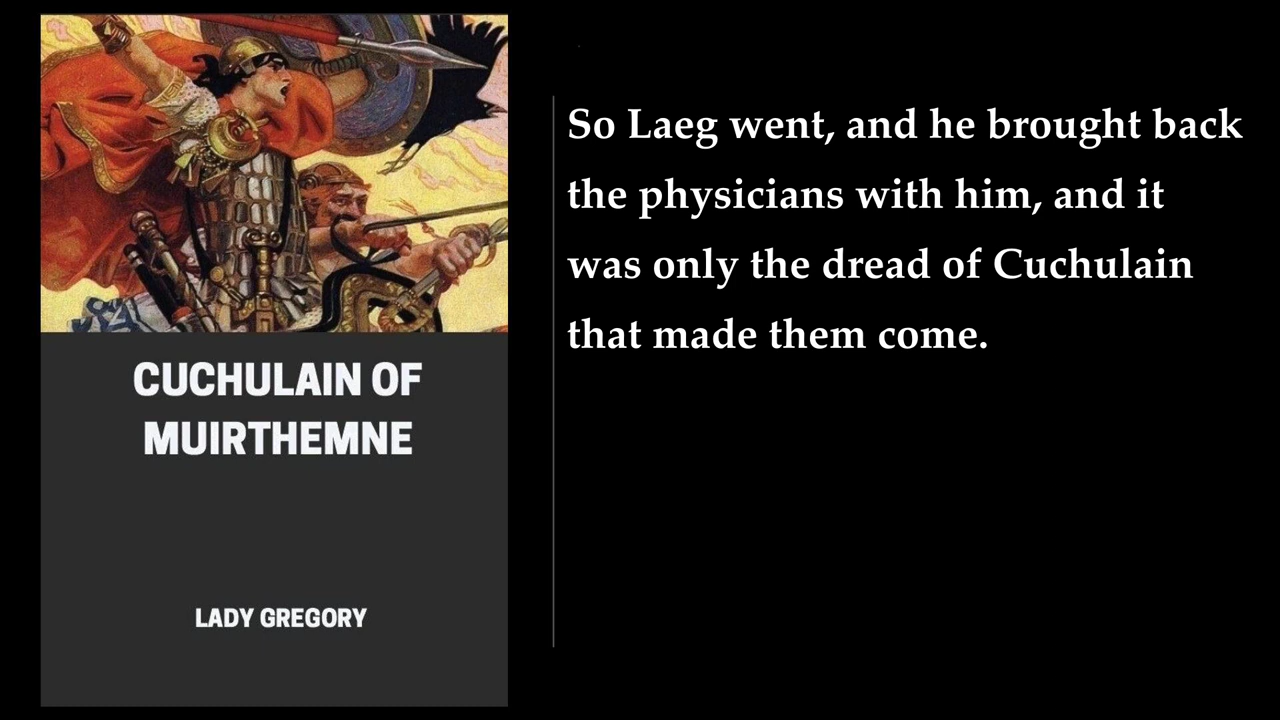 CUCHULAIN OF
MUIRTHEMNE
LADY GREGORY
So Laeg went, and he brought back
the physicians with him, and it
was only the dread of Cuchulain
that made them come.